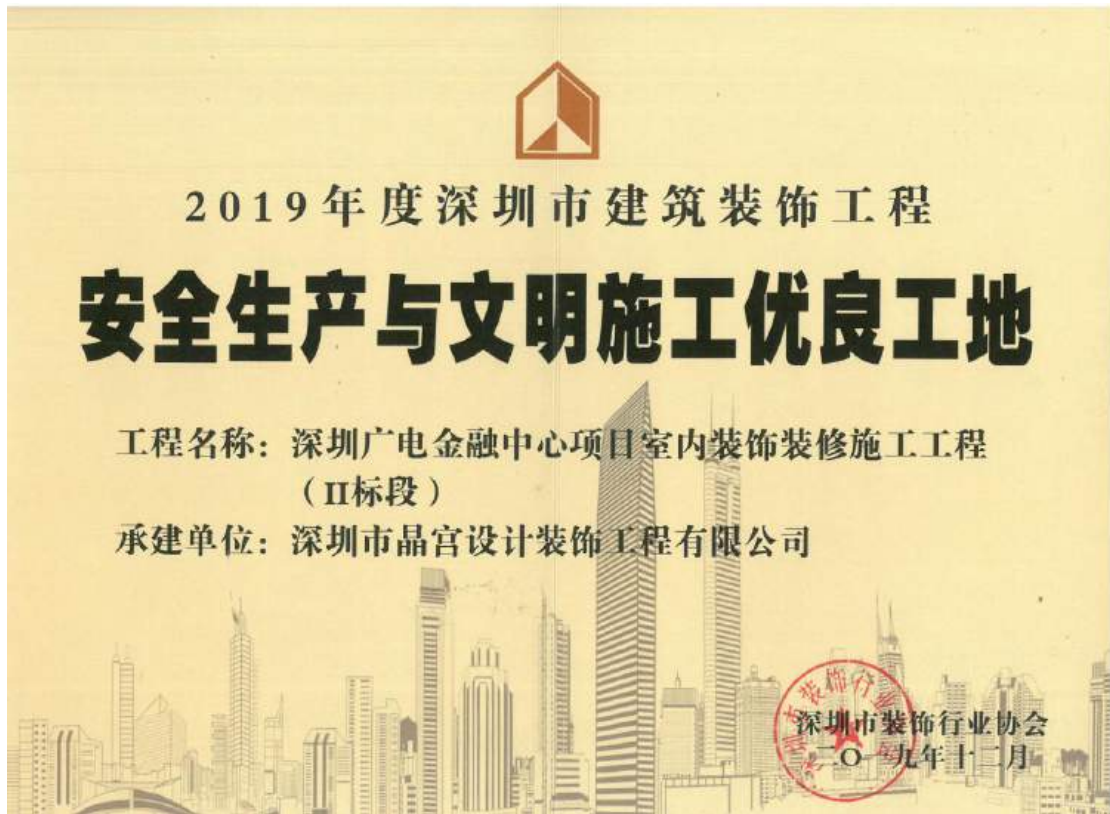 2019年度深圳市建筑装饰工程
安全生产与文明施工优良工地
工程名称：深圳广电金融中心项目室内装饰装修施工工程
（II标段）
承建单位：深圳市晶宫设计装饰工程有限公司
深圳市装饰行业协会
二〇一九年十二月